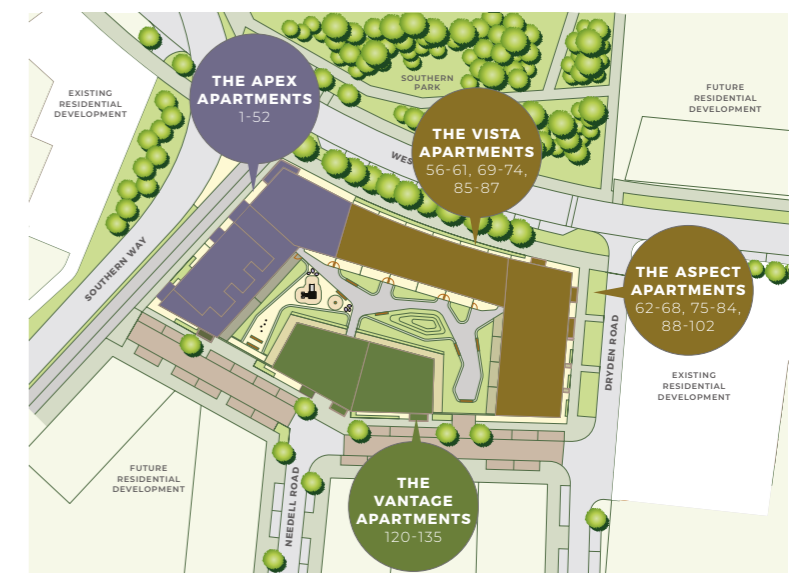 SOUTHERN
PARK
EXISTING
RESIDENTIAL
DEVELOPMENT
THE APEX
APARTMENTS
1-52
FUTURE
RESIDENTIAL
DEVELOPMENT
THE VISTA
APARTMENTS
56-61, 69-74,
85-87
WES
SOUTHERN WAY
THE ASPECT
APARTMENTS
62-68, 75-84,
88-102
DRYDEN ROAD
EXISTING
RESIDENTIAL
DEVELOPMENT
FUTURE
RESIDENTIAL
DEVELOPMENT
NEEDELL ROAD
THE
VANTAGE
APARTMENTS
120-135